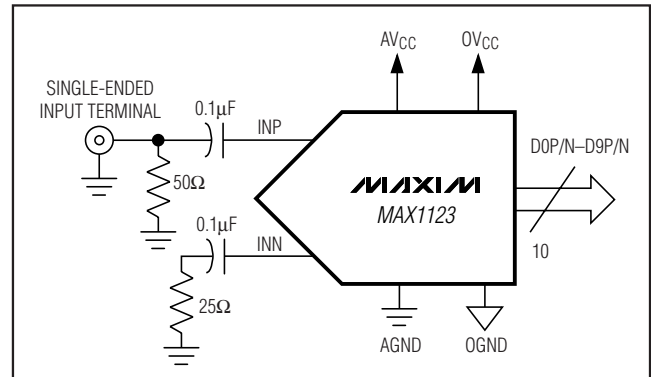 AVCC
OVCC
SINGLE-ENDED
INPUT TERMINAL
0.1μF
INP
D0P/N–D9P/N
50Ω
MAXIM
MAX1123
0.1μF
INN
10
25Ω
AGND
OGND